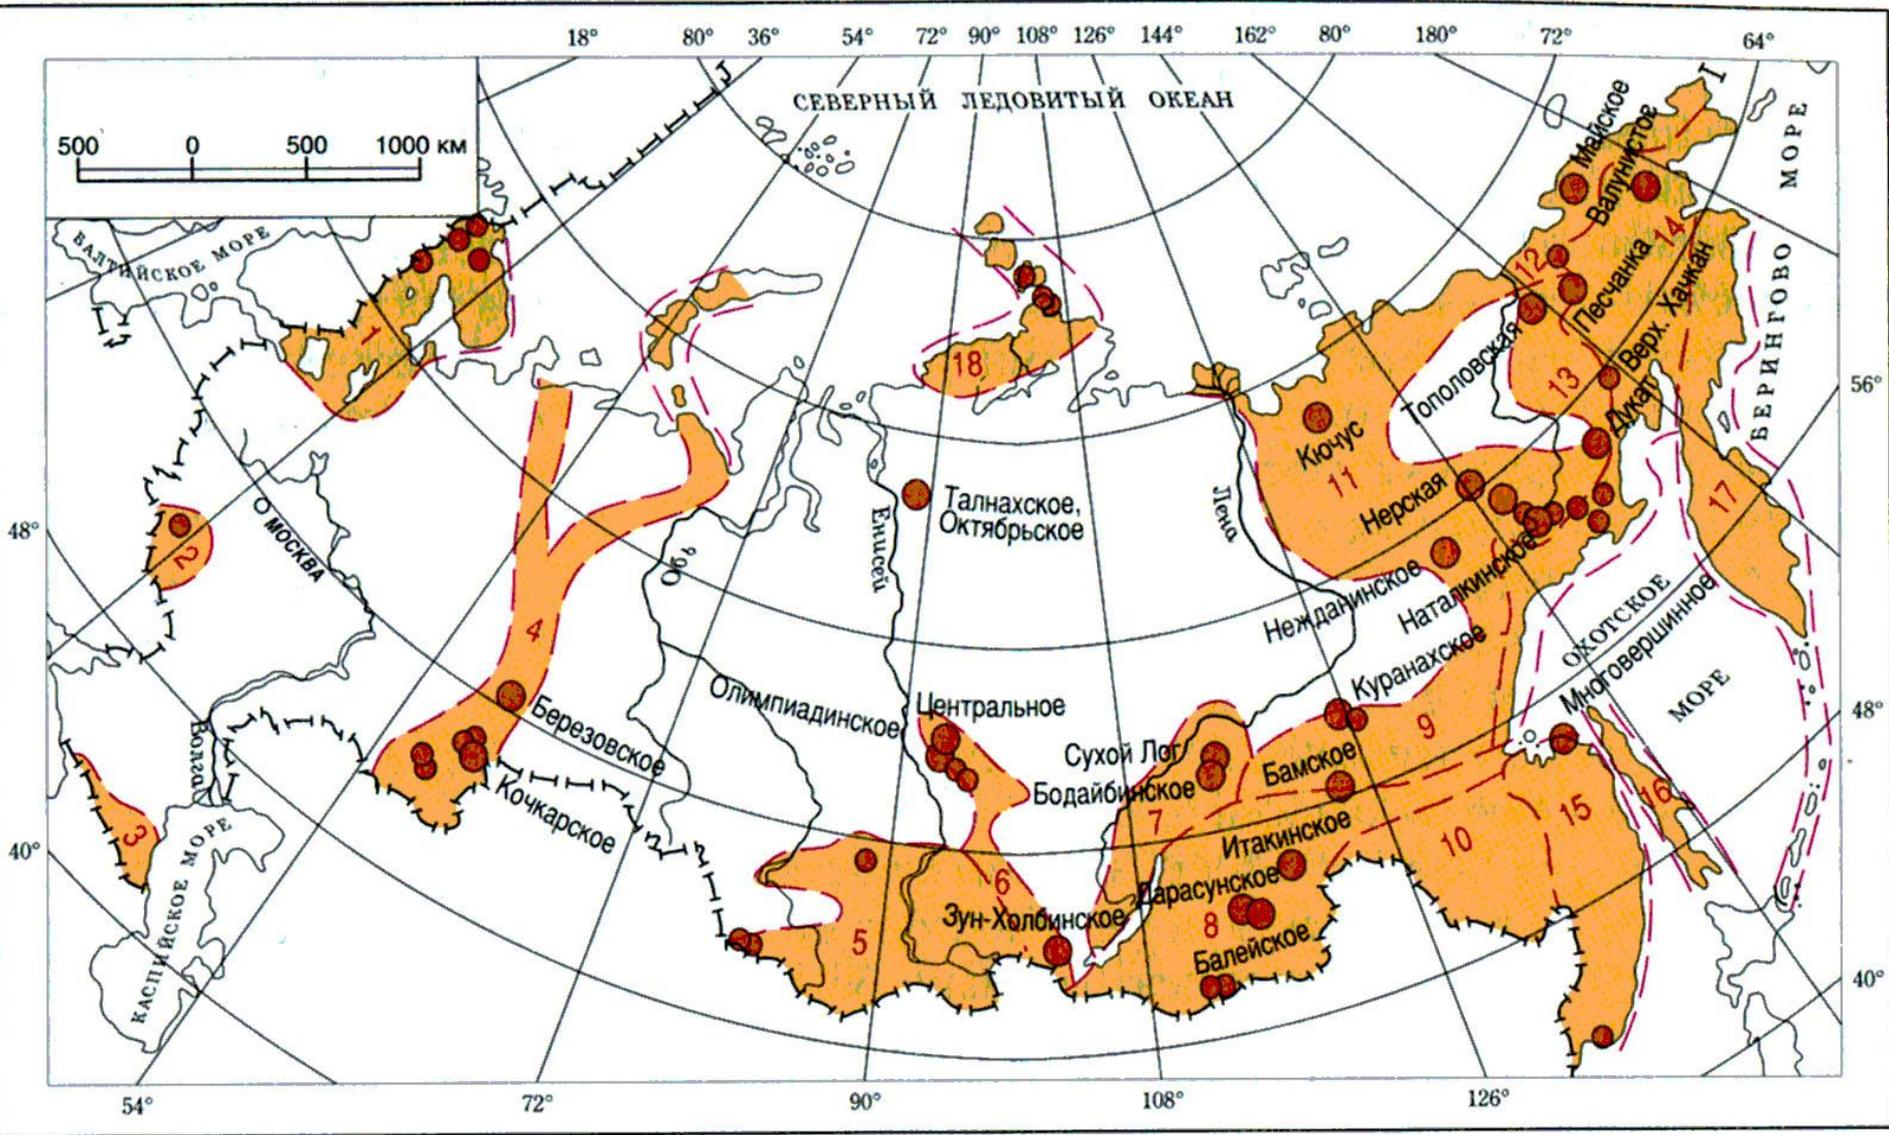 18° 80° 36° 54° 72° 90° 108° 126° 144° 162° 80° 180° 72° 64°
СЕВЕРНЫЙ ЛЕДОВИТЫЙ ОКЕАН
500 0 500 1000 км
БАЛТИЙСКОЕ МОРЕ
Майское
Валунистое
МОРЕ
БЕРИНГОВО
14
12
Песчанка
Верх. Хачкан
1
18
13
Тополовская
Дукат
56°
Кючус
11
Нерская
17
Талнахское,
Октябрьское
Лена
Енисей
Обь
МОСКВА
48°
2
Нежданинское
Наталкинское
ОХОТСКОЕ
МОРЕ
Многовершинное
4
Куранахское
Олимпиадинское
Центральное
48°
Березовское
Волга
Сухой Лог
Бодайбинское
Бамское
9
Кочкарское
7
Итакинское
10
15
16
3
40°
КАСПИЙСКОЕ МОРЕ
6
Дарасунское
Зун-Холбинское
8
5
Балейское
40°
54° 72° 90° 108° 126°